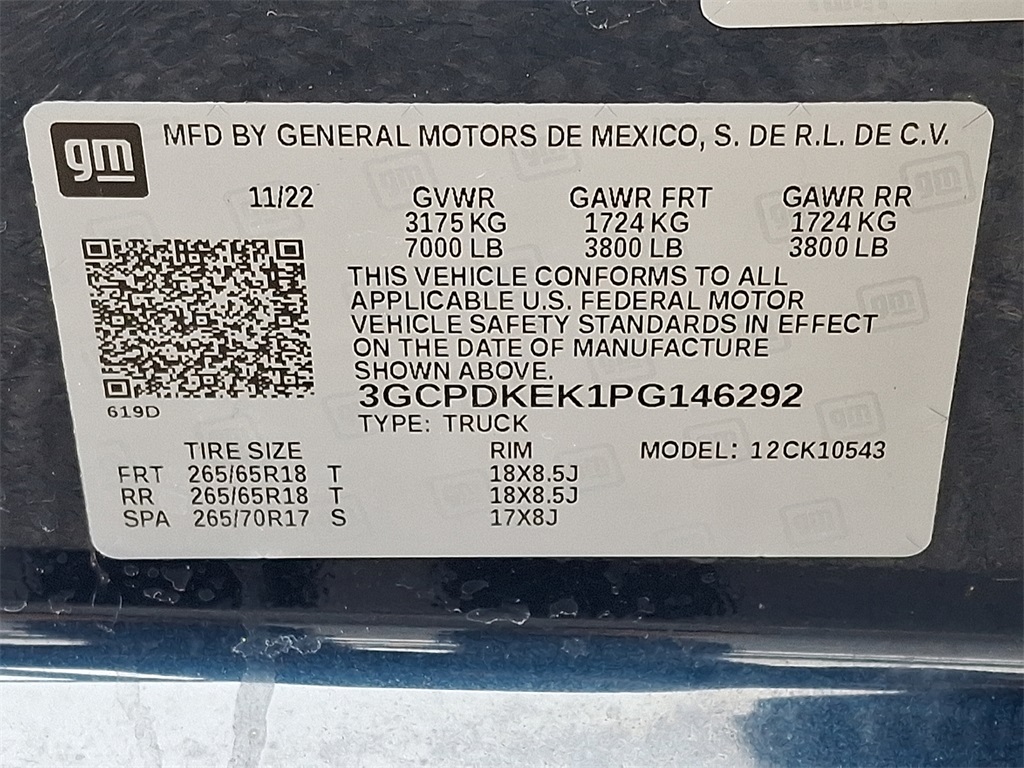 gm MFD BY GENERAL MOTORS DE MEXICO, S. DE R.L. DE C.V.
11/22 GVWR GAWR FRT GAWR RR
3175 KG 1724 KG 1724 KG
7000 LB 3800 LB 3800 LB
THIS VEHICLE CONFORMS TO ALL
APPLICABLE U.S. FEDERAL MOTOR
VEHICLE SAFETY STANDARDS IN EFFECT
ON THE DATE OF MANUFACTURE
SHOWN ABOVE.
3GCPDKEK1PG146292
619D
TYPE: TRUCK
TIRE SIZE RIM MODEL: 12CK10543
FRT 265/65R18 T 18X8.5J
RR 265/65R18 T 18X8.5J
SPA 265/70R17 S 17X8J